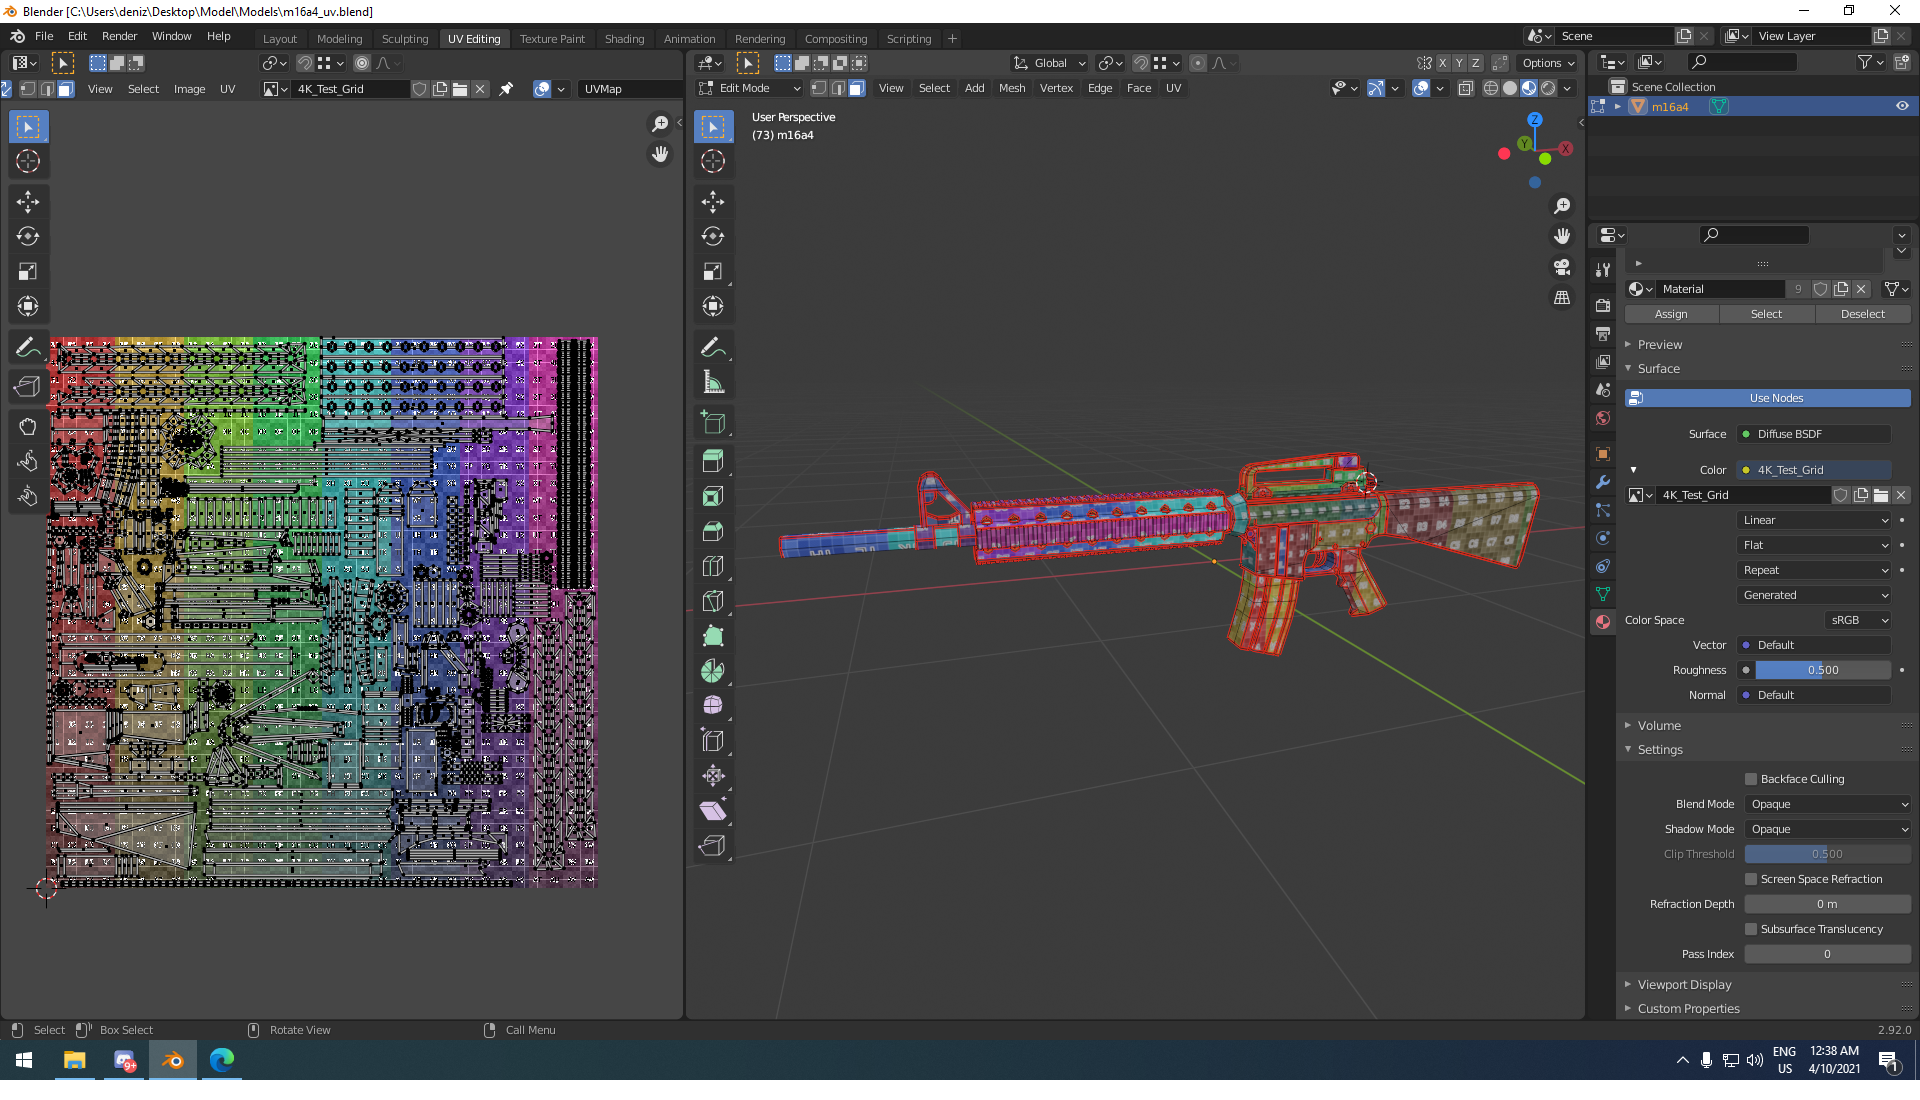 Blender [C:\Users\deniz\Desktop\Model\Models\m16a4_uv.blend]
File Edit Render Window Help Layout Modeling Sculpting UV Editing Texture Paint Shading Animation Rendering Compositing Scripting + Scene View Layer
Global X Y Z Options
View Select Image UV 4K_Test_Grid UVMap
Edit Mode View Select Add Mesh Vertex Edge Face UV
Scene Collection
m16a4
User Perspective
(73) m16a4
Z
Y
X
Material 9
Assign Select Deselect
Preview
Surface
Use Nodes
Surface Diffuse BSDF
Color 4K_Test_Grid
4K_Test_Grid
Linear
Flat
Repeat
Generated
Color Space sRGB
Vector Default
Roughness 0.500
Normal Default
Volume
Settings
Backface Culling
Blend Mode Opaque
Shadow Mode Opaque
Clip Threshold 0.500
Screen Space Refraction
Refraction Depth 0 m
Subsurface Translucency
Pass Index 0
Viewport Display
Custom Properties
Select Box Select Rotate View Call Menu 2.92.0
9+
ENG
US
12:38 AM
4/10/2021
1